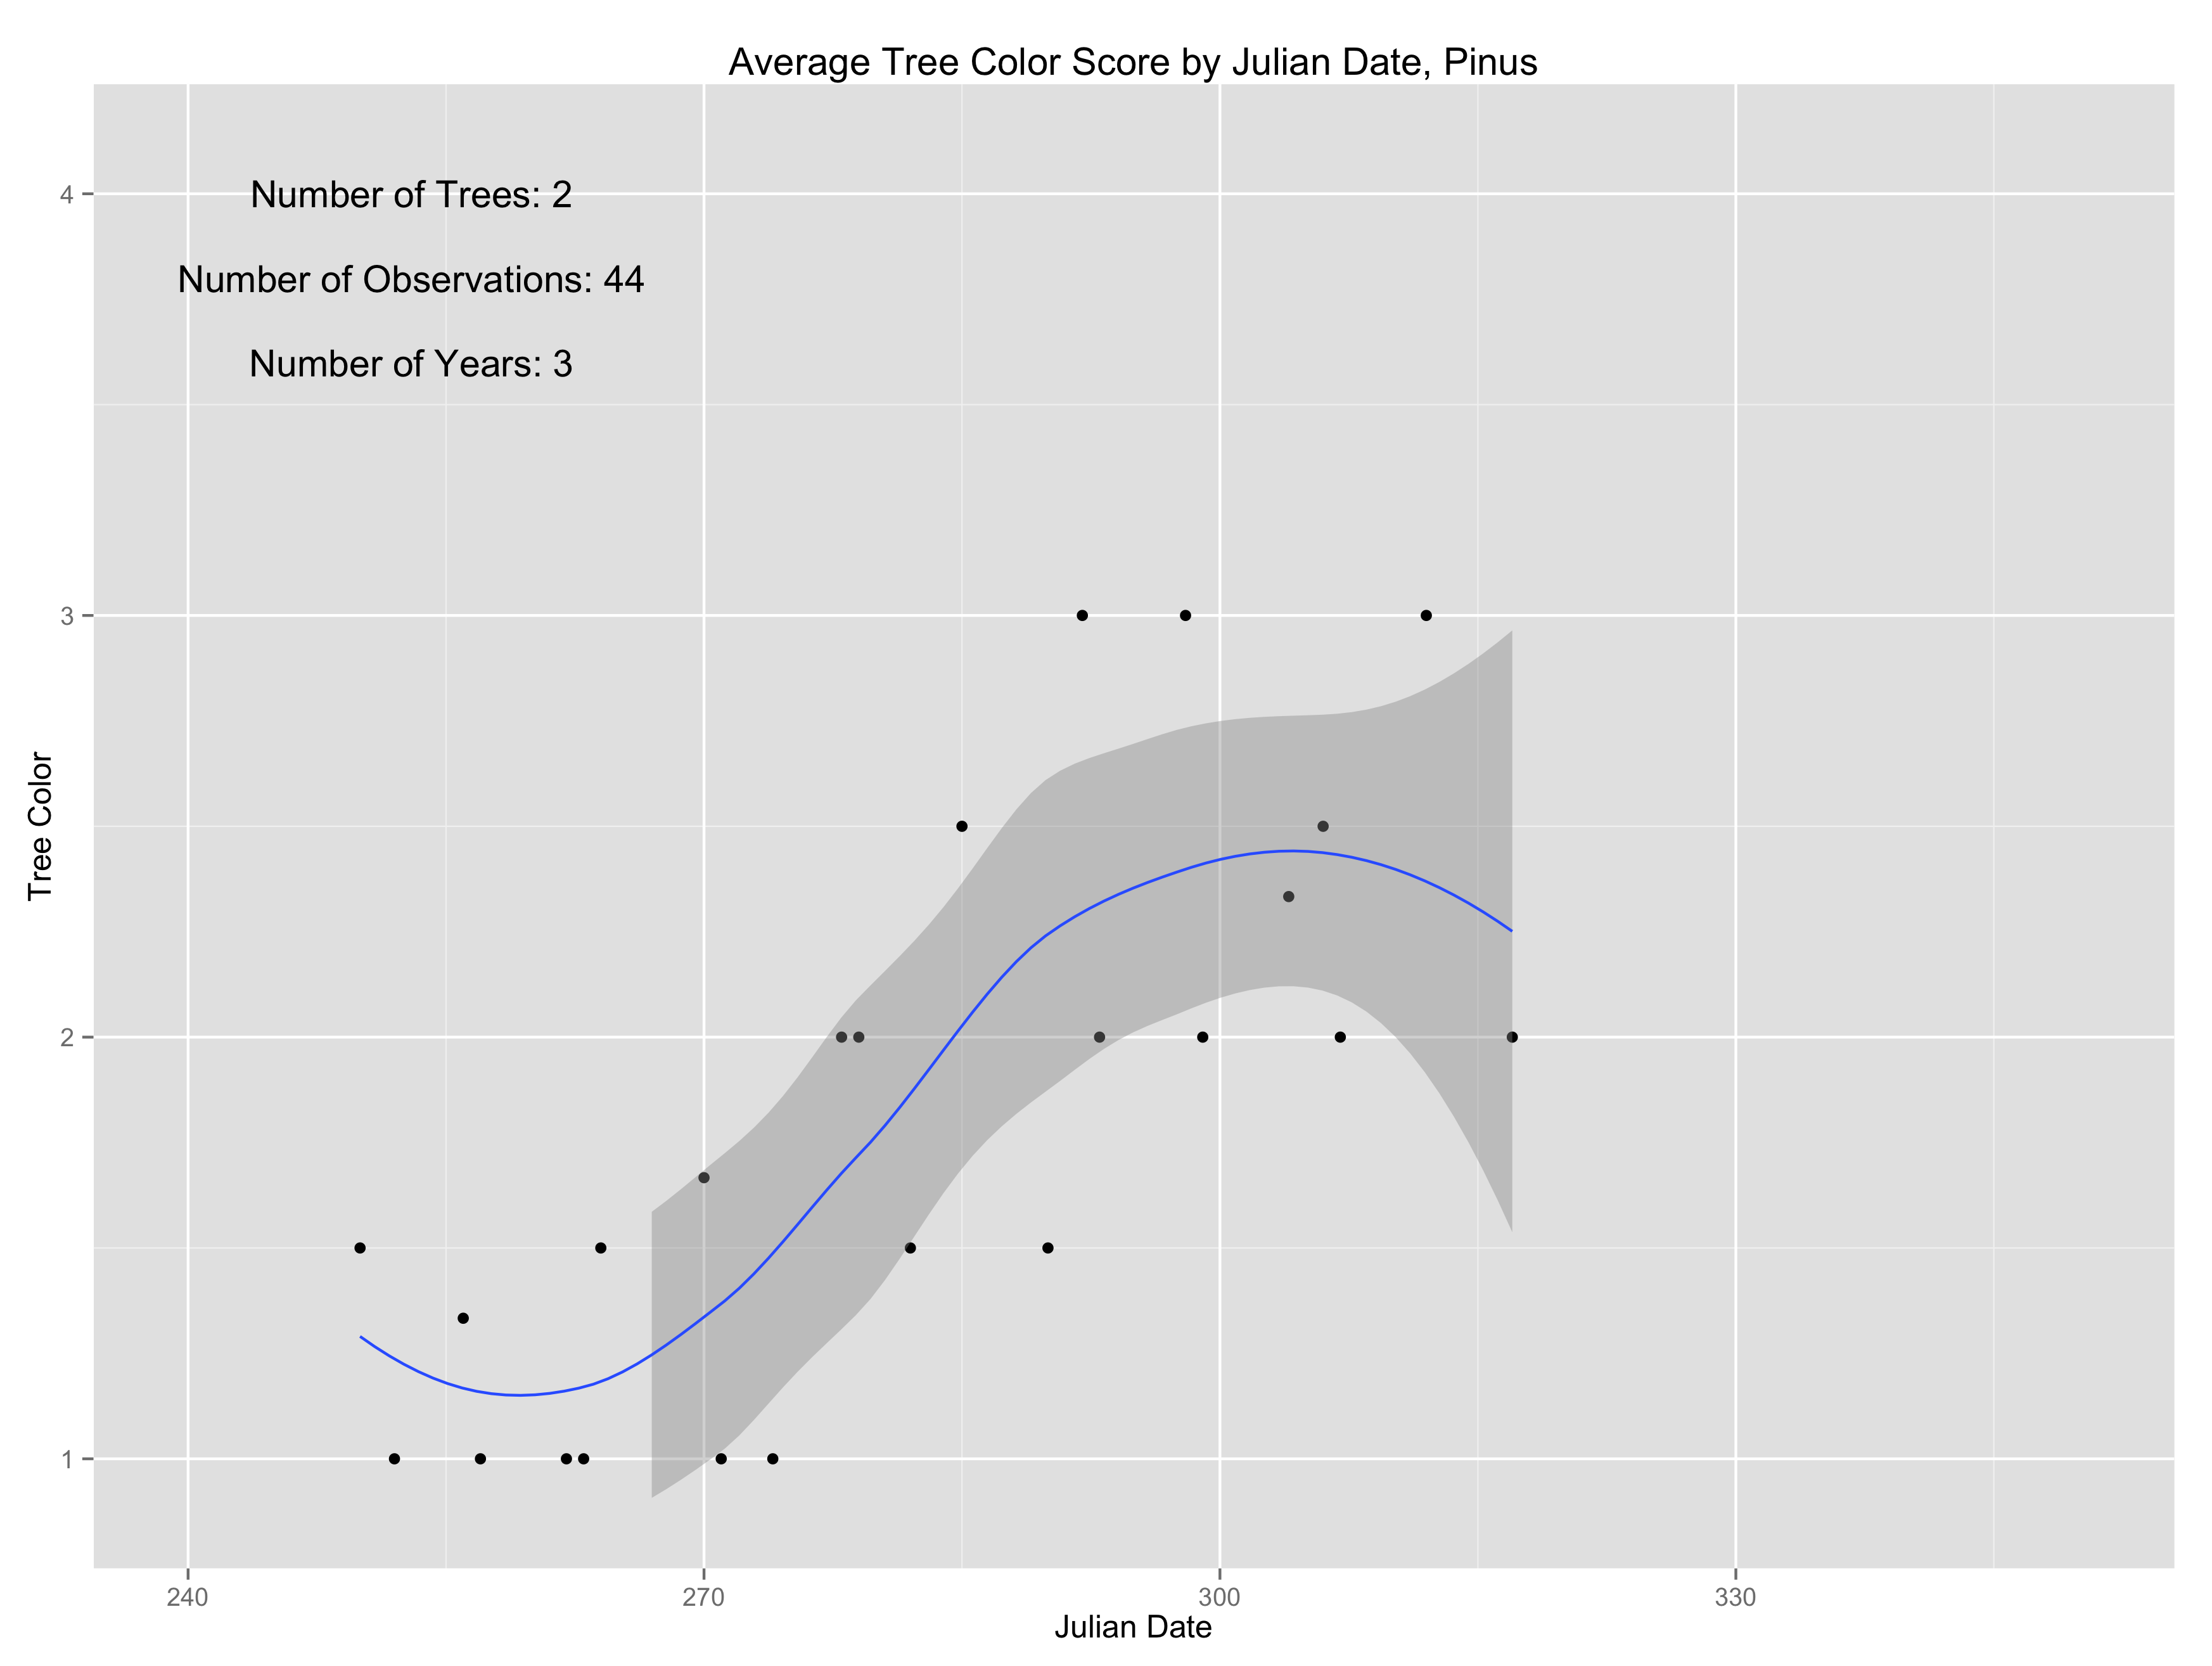 Average Tree Color Score by Julian Date, Pinus
Number of Trees: 2
Number of Observations: 44
Number of Years: 3
Tree Color
4
3
2
1
240 270 300 330
Julian Date